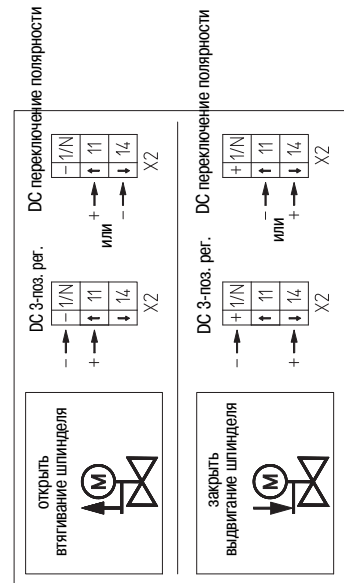 открыть
втягивание шпинделя
M
DC 3-поз. рег.
− → − 1/N
+ → ↑ 11
↓ 14
X2
DC переключение полярности
− 1/N
+ → ↑ 11
или
− → ↓ 14
X2
закрыть
выдвигание шпинделя
M
DC 3-поз. рег.
− → + 1/N
↑ 11
+ → ↓ 14
X2
DC переключение полярности
+ 1/N
− → ↑ 11
или
+ → ↓ 14
X2